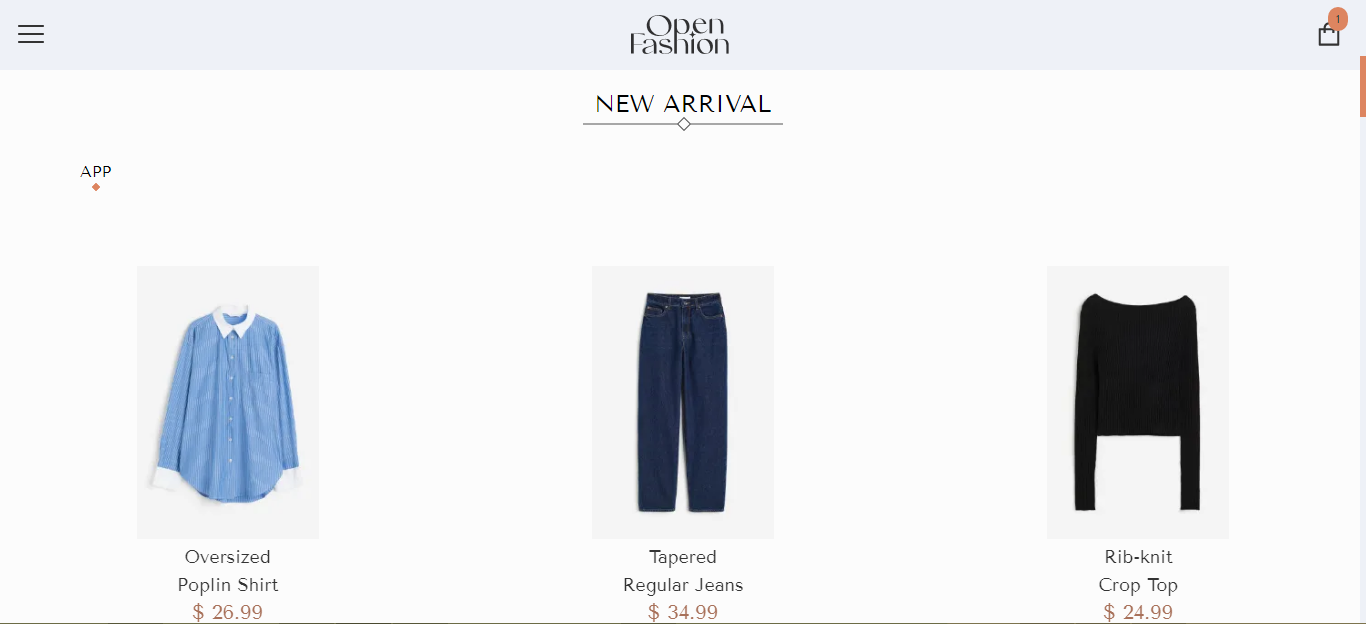 Open
Fashion
1
NEW ARRIVAL
APP
Oversized
Poplin Shirt
$ 26.99
Tapered
Regular Jeans
$ 34.99
Rib-knit
Crop Top
$ 24.99